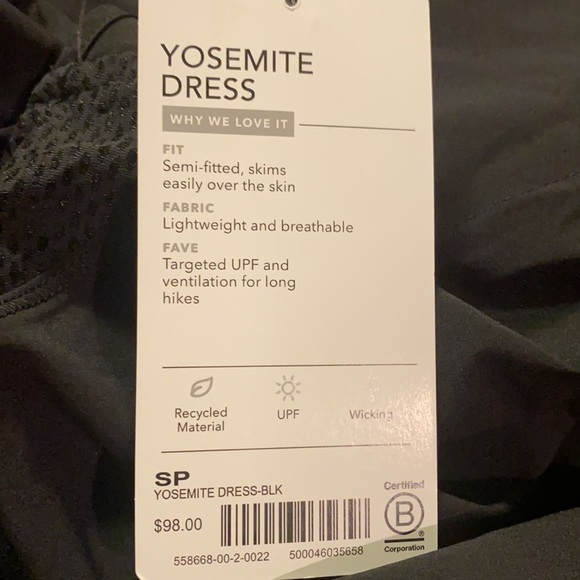 YOSEMITE
DRESS
WHY WE LOVE IT
FIT
Semi-fitted, skims
easily over the skin
FABRIC
Lightweight and breathable
FAVE
Targeted UPF and
ventilation for long
hikes
Recycled
Material
UPF
Wicking
SP
YOSEMITE DRESS-BLK
$98.00
558668-00-2-0022 500046035658
Certified
B
®
Corporation